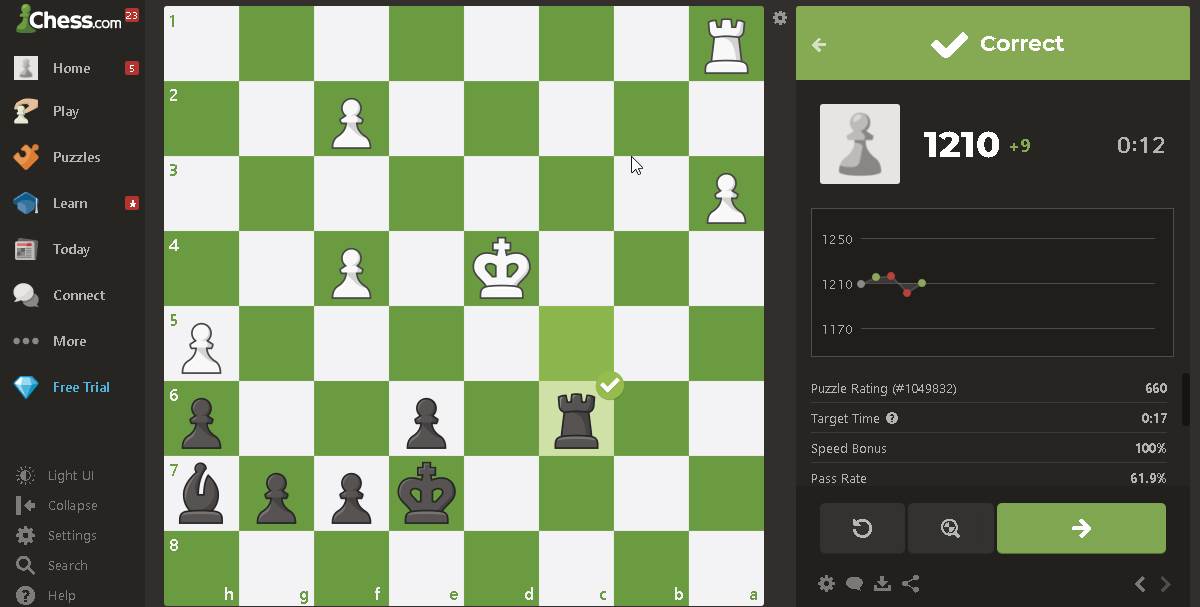 Chess.com 23
Home 5
Play
Puzzles
Learn
Today
Connect
More
Free Trial
Light UI
Collapse
Settings
Search
Help
1
2
3
4
5
6
7
8
h g f e d c b a
Correct
1210 +9 0:12
1250
1210
1170
Puzzle Rating (#1049832) 660
Target Time 0:17
Speed Bonus 100%
Pass Rate 61.9%